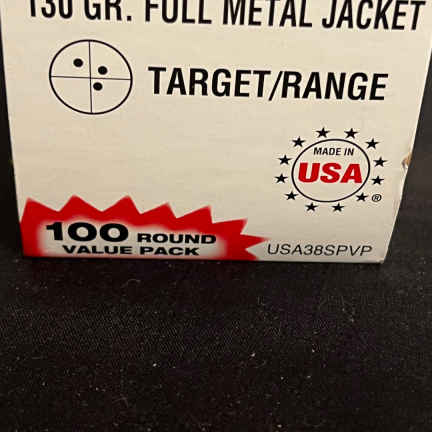 130 GR. FULL METAL JACKET
TARGET/RANGE
MADE IN
USA
®
100 ROUND
VALUE PACK
USA38SPVP